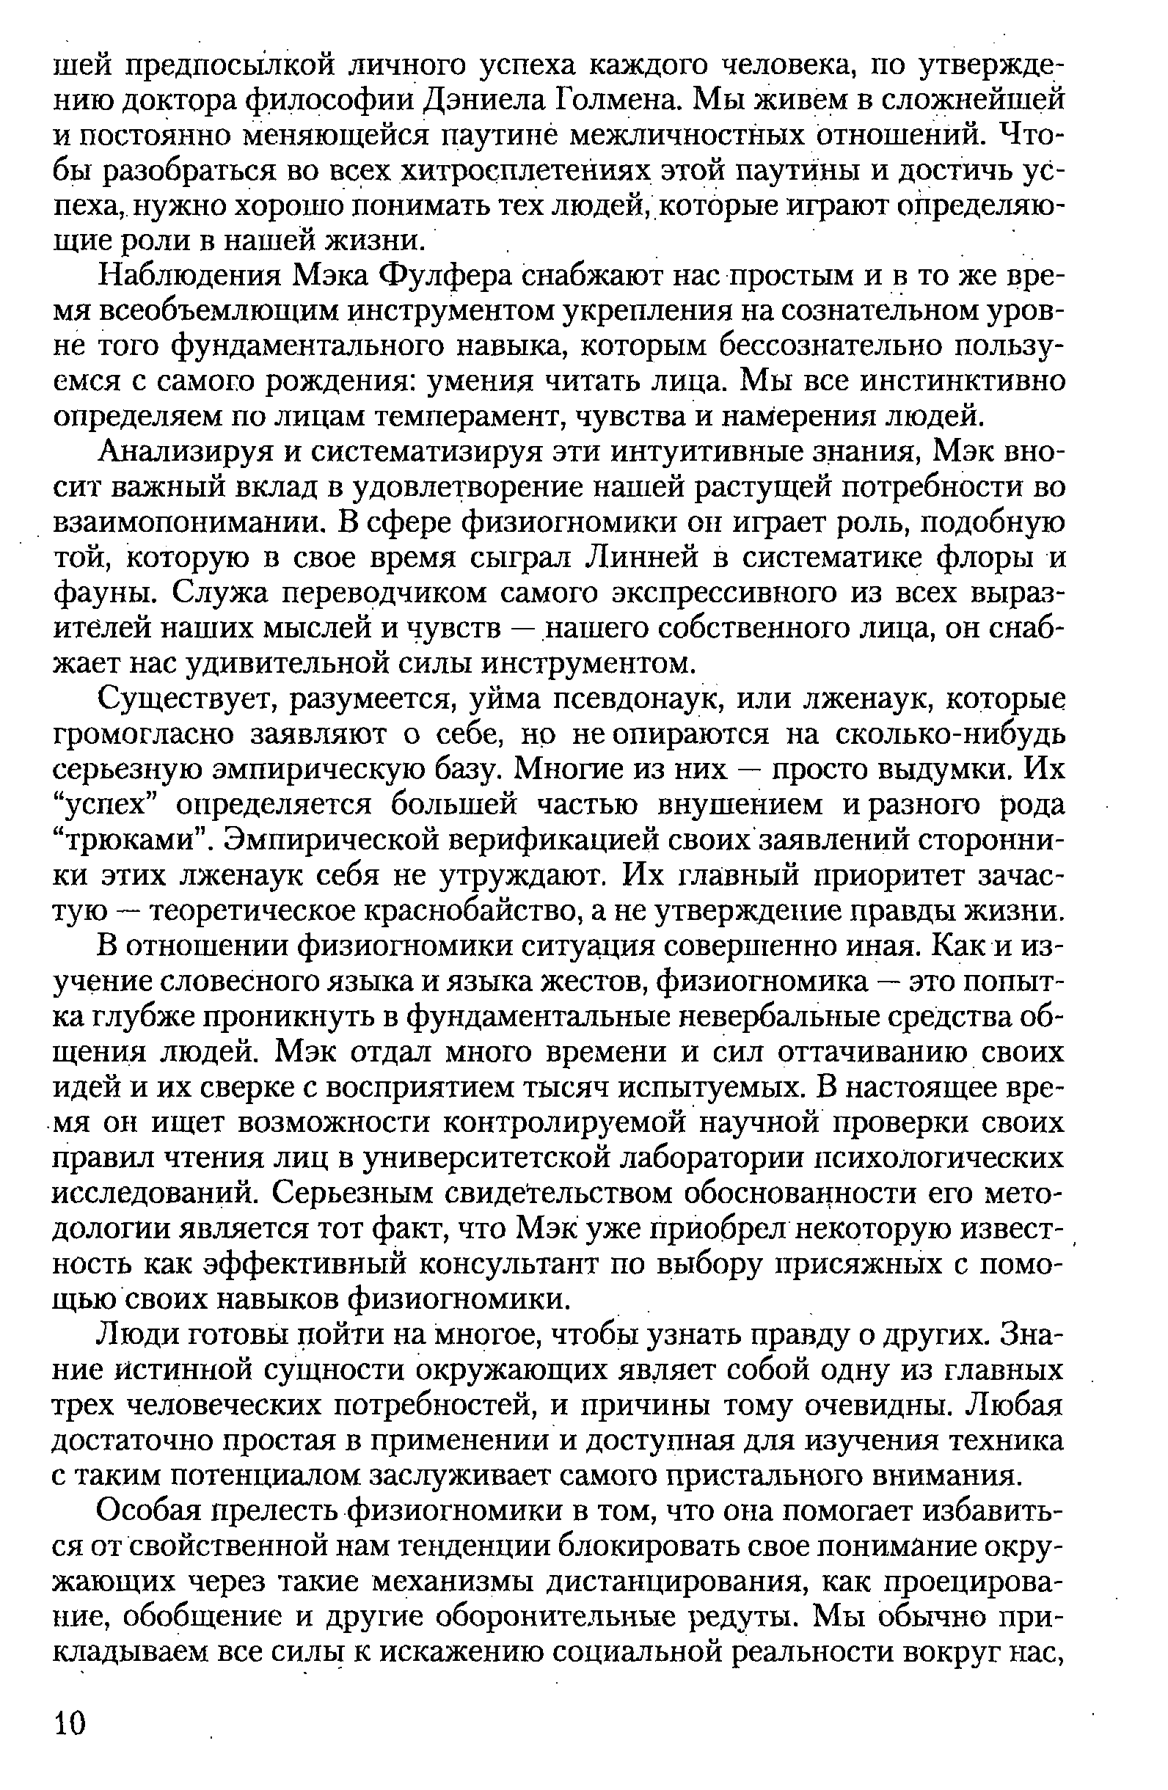 шей предпосылкой личного успеха каждого человека, по утвержде-
нию доктора философии Дэниела Голмена. Мы живем в сложнейшей
и постоянно меняющейся паутине межличностных отношений. Что-
бы разобраться во всех хитросплетениях этой паутины и достичь ус-
пеха, нужно хорошо понимать тех людей, которые играют определяю-
щие роли в нашей жизни.
Наблюдения Мэка Фулфера снабжают нас простым и в то же вре-
мя всеобъемлющим инструментом укрепления на сознательном уров-
не того фундаментального навыка, которым бессознательно пользу-
емся с самого рождения: умения читать лица. Мы все инстинктивно
определяем по лицам темперамент, чувства и намерения людей.
Анализируя и систематизируя эти интуитивные знания, Мэк вно-
сит важный вклад в удовлетворение нашей растущей потребности во
взаимопонимании. В сфере физиогномики он играет роль, подобную
той, которую в свое время сыграл Линней в систематике флоры и
фауны. Служа переводчиком самого экспрессивного из всех выраз-
ителей наших мыслей и чувств — нашего собственного лица, он снаб-
жает нас удивительной силы инструментом.
Существует, разумеется, уйма псевдонаук, или лженаук, которые
громогласно заявляют о себе, но не опираются на сколько-нибудь
серьезную эмпирическую базу. Многие из них — просто выдумки. Их
“успех” определяется большей частью внушением и разного рода
“трюками”. Эмпирической верификацией своих заявлений сторонни-
ки этих лженаук себя не утруждают. Их главный приоритет зачас-
тую — теоретическое краснобайство, а не утверждение правды жизни.
В отношении физиогномики ситуация совершенно иная. Как и из-
учение словесного языка и языка жестов, физиогномика — это попыт-
ка глубже проникнуть в фундаментальные невербальные средства об-
щения людей. Мэк отдал много времени и сил оттачиванию своих
идей и их сверке с восприятием тысяч испытуемых. В настоящее вре-
мя он ищет возможности контролируемой научной проверки своих
правил чтения лиц в университетской лаборатории психологических
исследований. Серьезным свидетельством обоснованности его мето-
дологии является тот факт, что Мэк уже приобрел некоторую извест-
ность как эффективный консультант по выбору присяжных с помо-
щью своих навыков физиогномики.
Люди готовы пойти на многое, чтобы узнать правду о других. Зна-
ние истинной сущности окружающих являет собой одну из главных
трех человеческих потребностей, и причины тому очевидны. Любая
достаточно простая в применении и доступная для изучения техника
с таким потенциалом заслуживает самого пристального внимания.
Особая прелесть физиогномики в том, что она помогает избавить-
ся от свойственной нам тенденции блокировать свое понимание окру-
жающих через такие механизмы дистанцирования, как проецирова-
ние, обобщение и другие оборонительные редуты. Мы обычно при-
кладываем все силы к искажению социальной реальности вокруг нас,
10